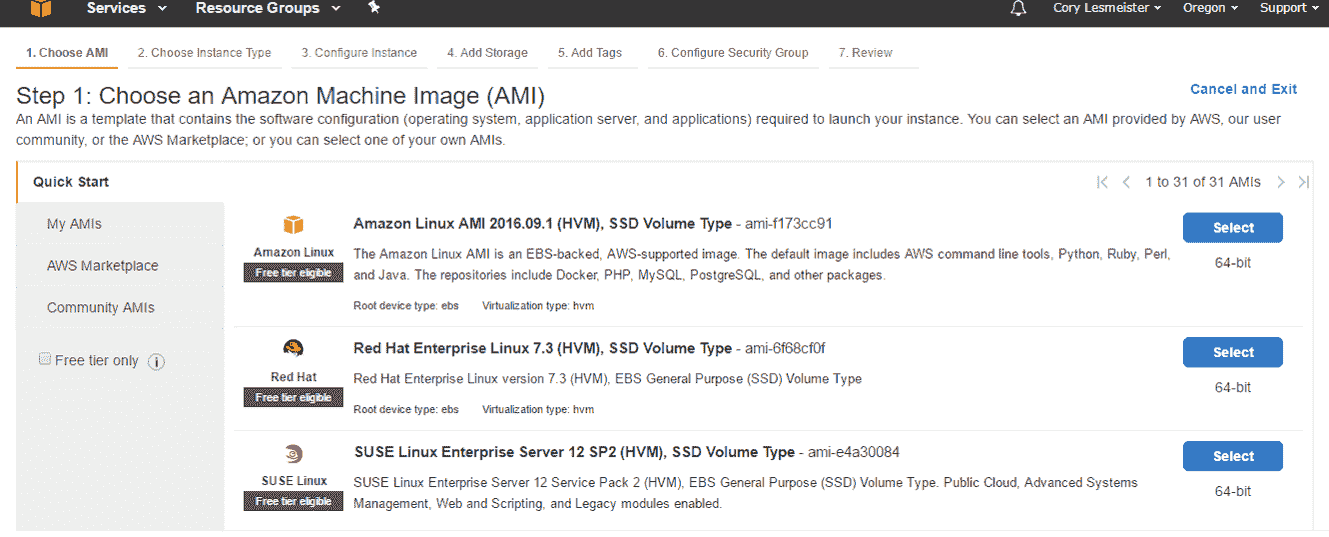 Services Resource Groups Cory Lesmeister Oregon Support
1. Choose AMI 2. Choose Instance Type 3. Configure Instance 4. Add Storage 5. Add Tags 6. Configure Security Group 7. Review
Step 1: Choose an Amazon Machine Image (AMI)
Cancel and Exit
An AMI is a template that contains the software configuration (operating system, application server, and applications) required to launch your instance. You can select an AMI provided by AWS, our user
community, or the AWS Marketplace; or you can select one of your own AMIs.
Quick Start
1 to 31 of 31 AMIs
My AMIs
AWS Marketplace
Community AMIs
Free tier only
Amazon Linux
Free tier eligible
Amazon Linux AMI 2016.09.1 (HVM), SSD Volume Type - ami-f173cc91
The Amazon Linux AMI is an EBS-backed, AWS-supported image. The default image includes AWS command line tools, Python, Ruby, Perl,
and Java. The repositories include Docker, PHP, MySQL, PostgreSQL, and other packages.
Root device type: ebs Virtualization type: hvm
Select
64-bit
Red Hat
Free tier eligible
Red Hat Enterprise Linux 7.3 (HVM), SSD Volume Type - ami-6f68cf0f
Red Hat Enterprise Linux version 7.3 (HVM), EBS General Purpose (SSD) Volume Type
Root device type: ebs Virtualization type: hvm
Select
64-bit
SUSE Linux
Free tier eligible
SUSE Linux Enterprise Server 12 SP2 (HVM), SSD Volume Type - ami-e4a30084
SUSE Linux Enterprise Server 12 Service Pack 2 (HVM), EBS General Purpose (SSD) Volume Type. Public Cloud, Advanced Systems
Management, Web and Scripting, and Legacy modules enabled.
Select
64-bit